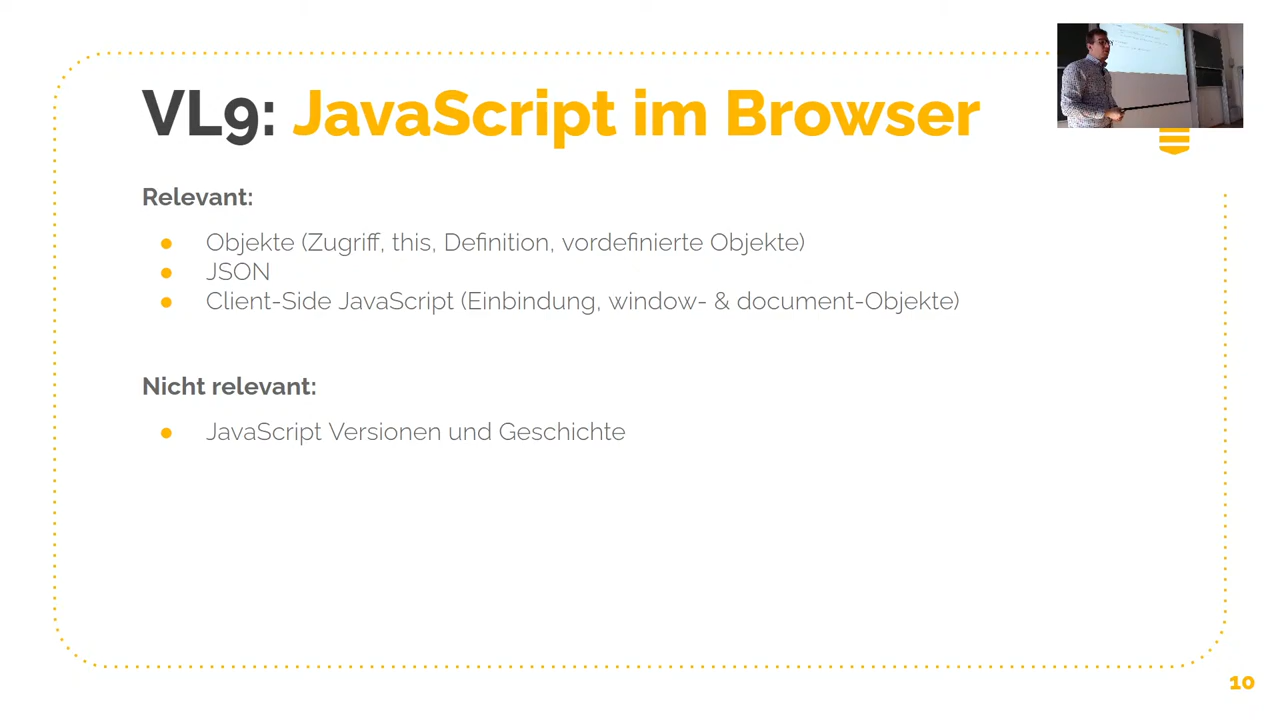 VL9: JavaScript im Browser
Relevant:
● Objekte (Zugriff, this, Definition, vordefinierte Objekte)
● JSON
● Client-Side JavaScript (Einbindung, window- & document-Objekte)
Nicht relevant:
● JavaScript Versionen und Geschichte
10